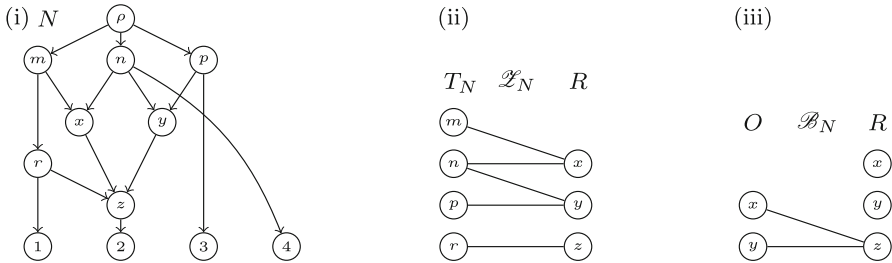 (i) N
ρ
m n p
x y
r
z
1 2 3 4
(ii)
T_N 𝒵_N R
m
n x
p y
r z
(iii)
O ℬ_N R
x
x y
y z